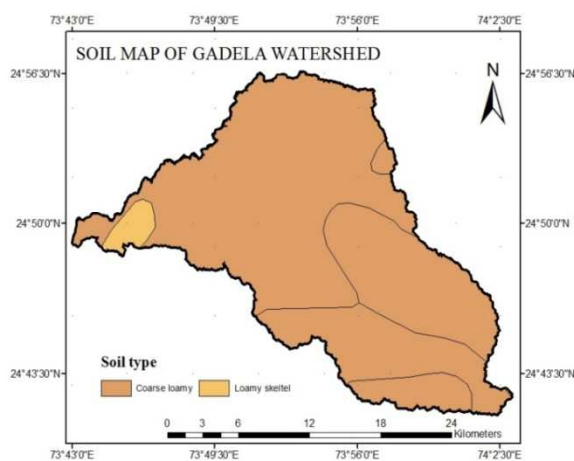 73°43'0"E 73°49'30"E 73°56'0"E 74°2'30"E
SOIL MAP OF GADELA WATERSHED
24°56'30"N 24°56'30"N
N
24°50'0"N 24°50'0"N
24°43'30"N 24°43'30"N
Soil type
Coarse loamy Loamy skeltel
0 3 6 12 18 24
Kilometers
73°43'0"E 73°49'30"E 73°56'0"E 74°2'30"E